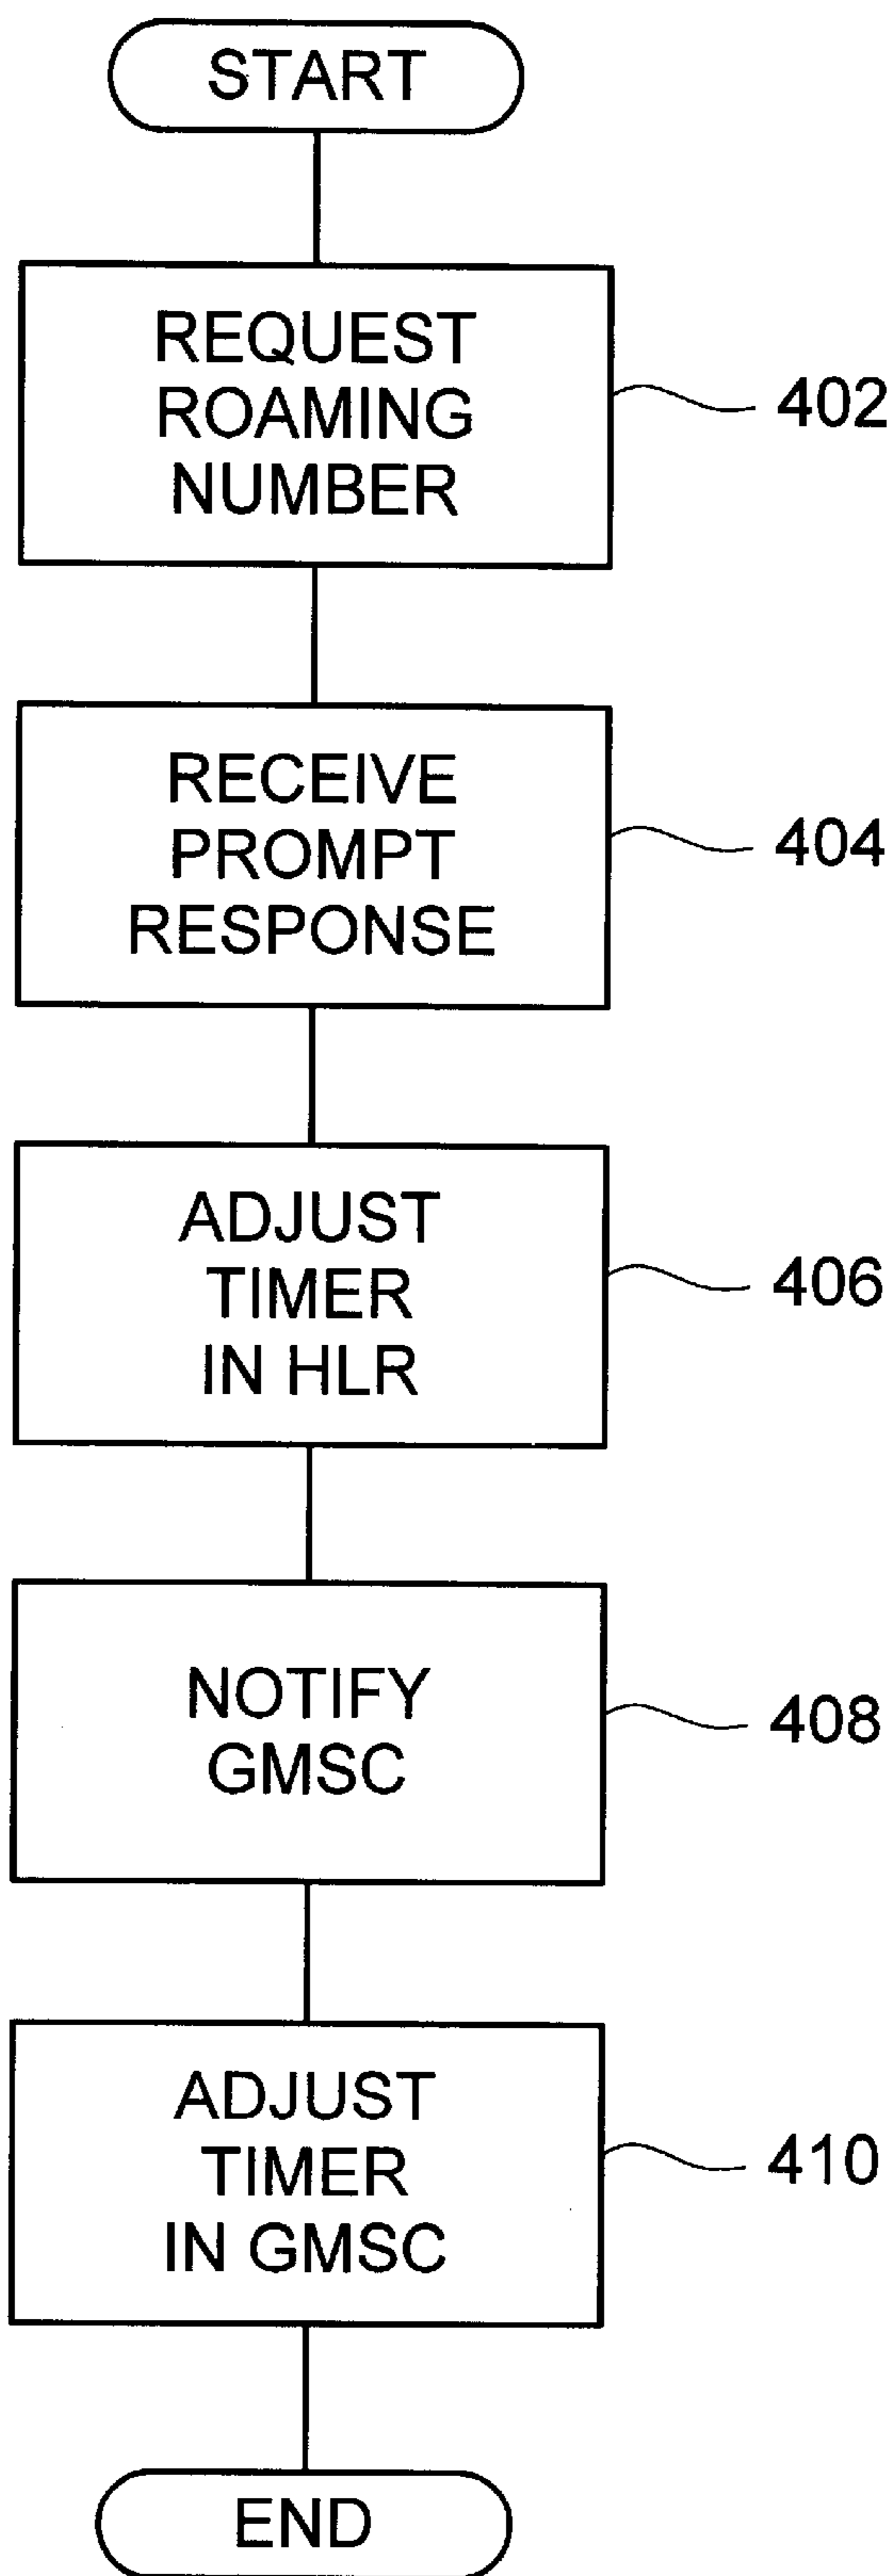 START
REQUEST
ROAMING
NUMBER
402
RECEIVE
PROMPT
RESPONSE
404
ADJUST
TIMER
IN HLR
406
NOTIFY
GMSC
408
ADJUST
TIMER
IN GMSC
410
END